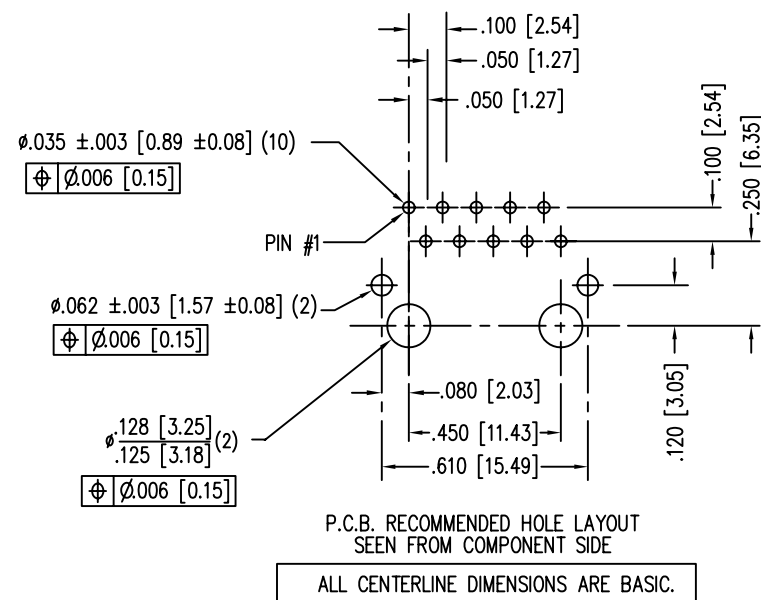 .100 [2.54]
.050 [1.27]
.050 [1.27]
ø.035 ±.003 [0.89 ±0.08] (10)
⌖ Ø.006 [0.15]
.100 [2.54]
.250 [6.35]
PIN #1
ø.062 ±.003 [1.57 ±0.08] (2)
⌖ Ø.006 [0.15]
.080 [2.03]
.120 [3.05]
ø .128 [3.25]
.125 [3.18] (2)
.450 [11.43]
.610 [15.49]
⌖ Ø.006 [0.15]
P.C.B. RECOMMENDED HOLE LAYOUT
SEEN FROM COMPONENT SIDE
ALL CENTERLINE DIMENSIONS ARE BASIC.